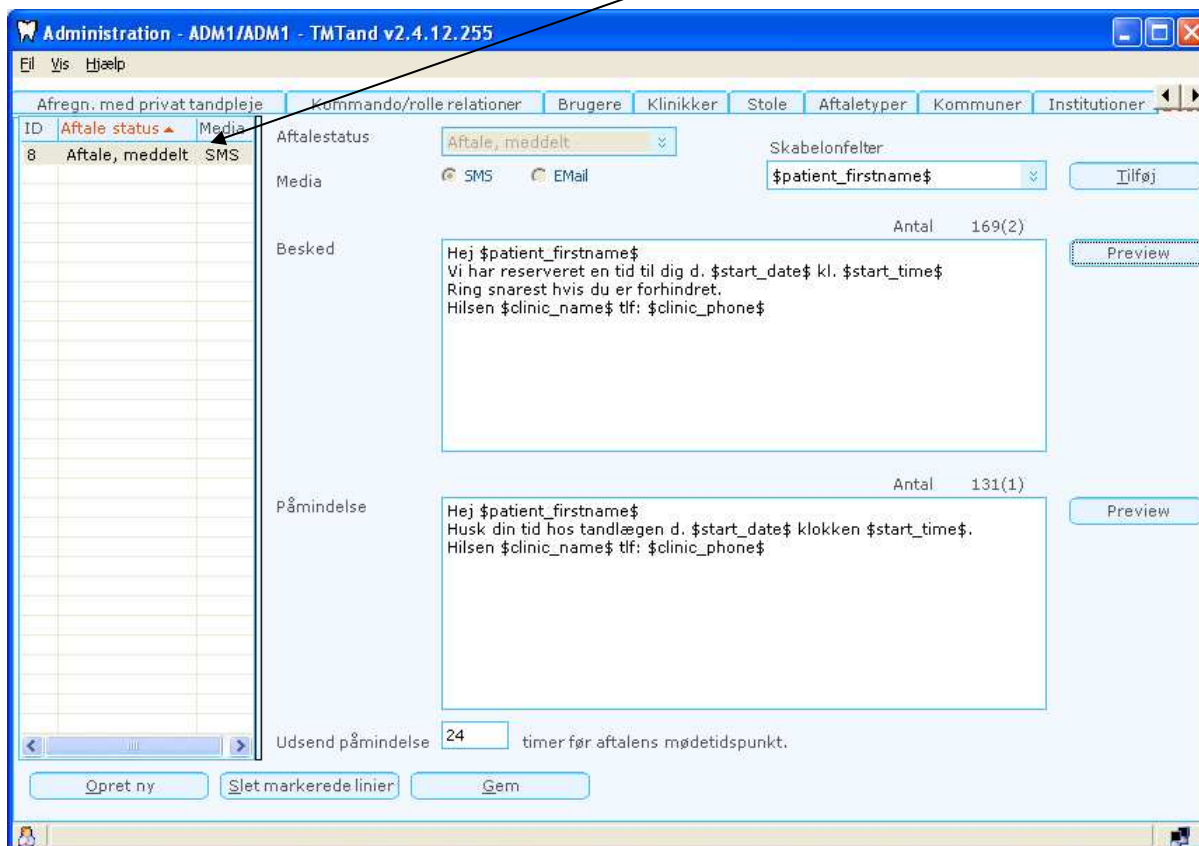 Administration - ADM1/ADM1 - TMTand v2.4.12.255
Fil Vis Hjælp
Afregn. med privat tandpleje Kommando/rolle relationer Brugere Klinikker Stole Aftaletyper Kommuner Institutioner
ID Aftale status Media
8 Aftale, meddelt SMS
Aftalestatus Aftale, meddelt
Skabelonfelter
Media SMS EMail $patient_firstname$ Tilføj
Antal 169(2)
Besked Preview
Hej $patient_firstname$
Vi har reserveret en tid til dig d. $start_date$ kl. $start_time$
Ring snarest hvis du er forhindret.
Hilsen $clinic_name$ tlf: $clinic_phone$
Antal 131(1)
Påmindelse Preview
Hej $patient_firstname$
Husk din tid hos tandlægen d. $start_date$ klokken $start_time$.
Hilsen $clinic_name$ tlf: $clinic_phone$
Udsend påmindelse 24 timer før aftalens mødetidspunkt.
Opret ny Slet markerede linier Gem